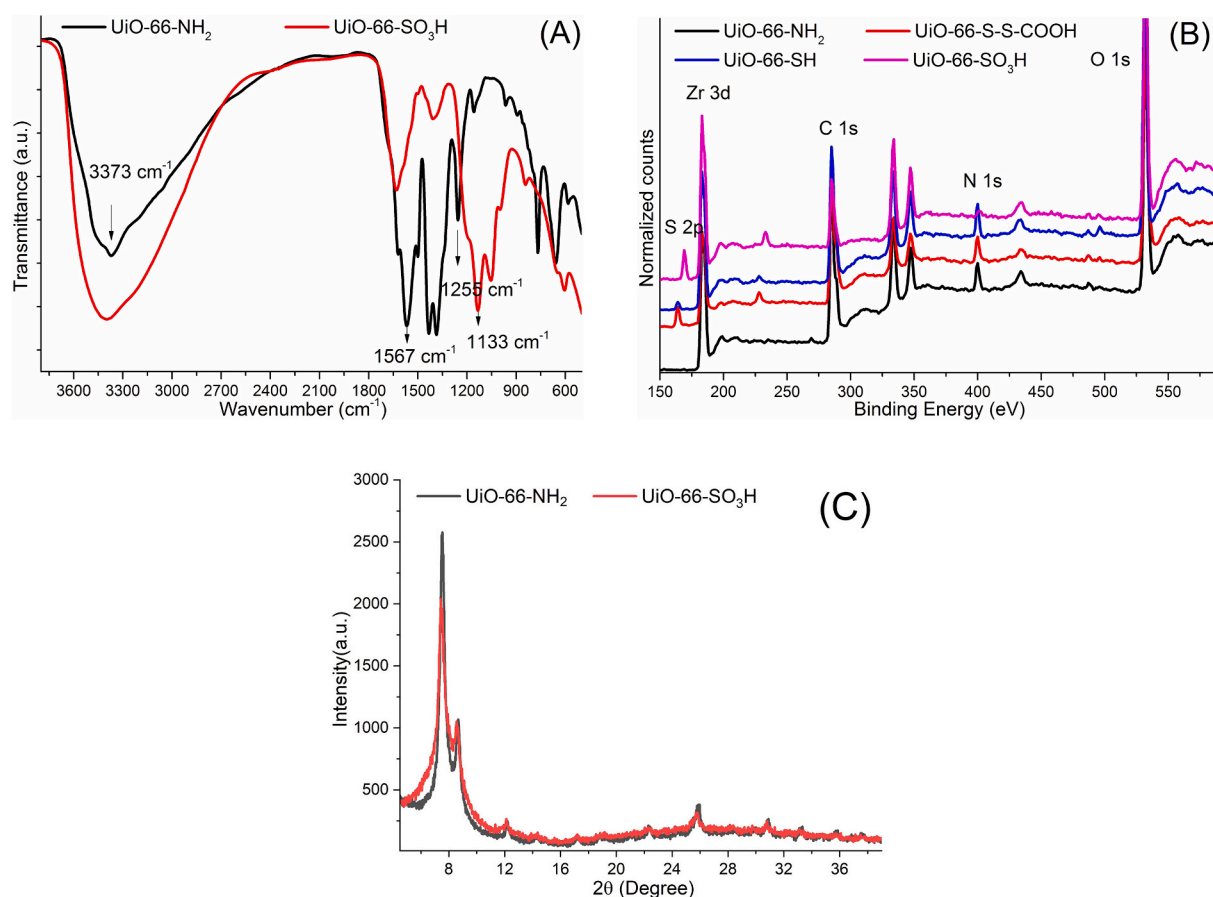 UiO-66-NH2 UiO-66-SO3H (A)
3373 cm-1
1255 cm-1
1567 cm-1 1133 cm-1
Transmittance (a.u.)
3600 3300 3000 2700 2400 2100 1800 1500 1200 900 600
Wavenumber (cm-1)
UiO-66-NH2 UiO-66-S-S-COOH (B)
UiO-66-SH UiO-66-SO3H
O 1s
Zr 3d
C 1s
N 1s
S 2p
Normalized counts
150 200 250 300 350 400 450 500 550
Binding Energy (eV)
UiO-66-NH2 UiO-66-SO3H (C)
3000
2500
2000
1500
1000
500
Intensity(a.u.)
8 12 16 20 24 28 32 36
2θ (Degree)